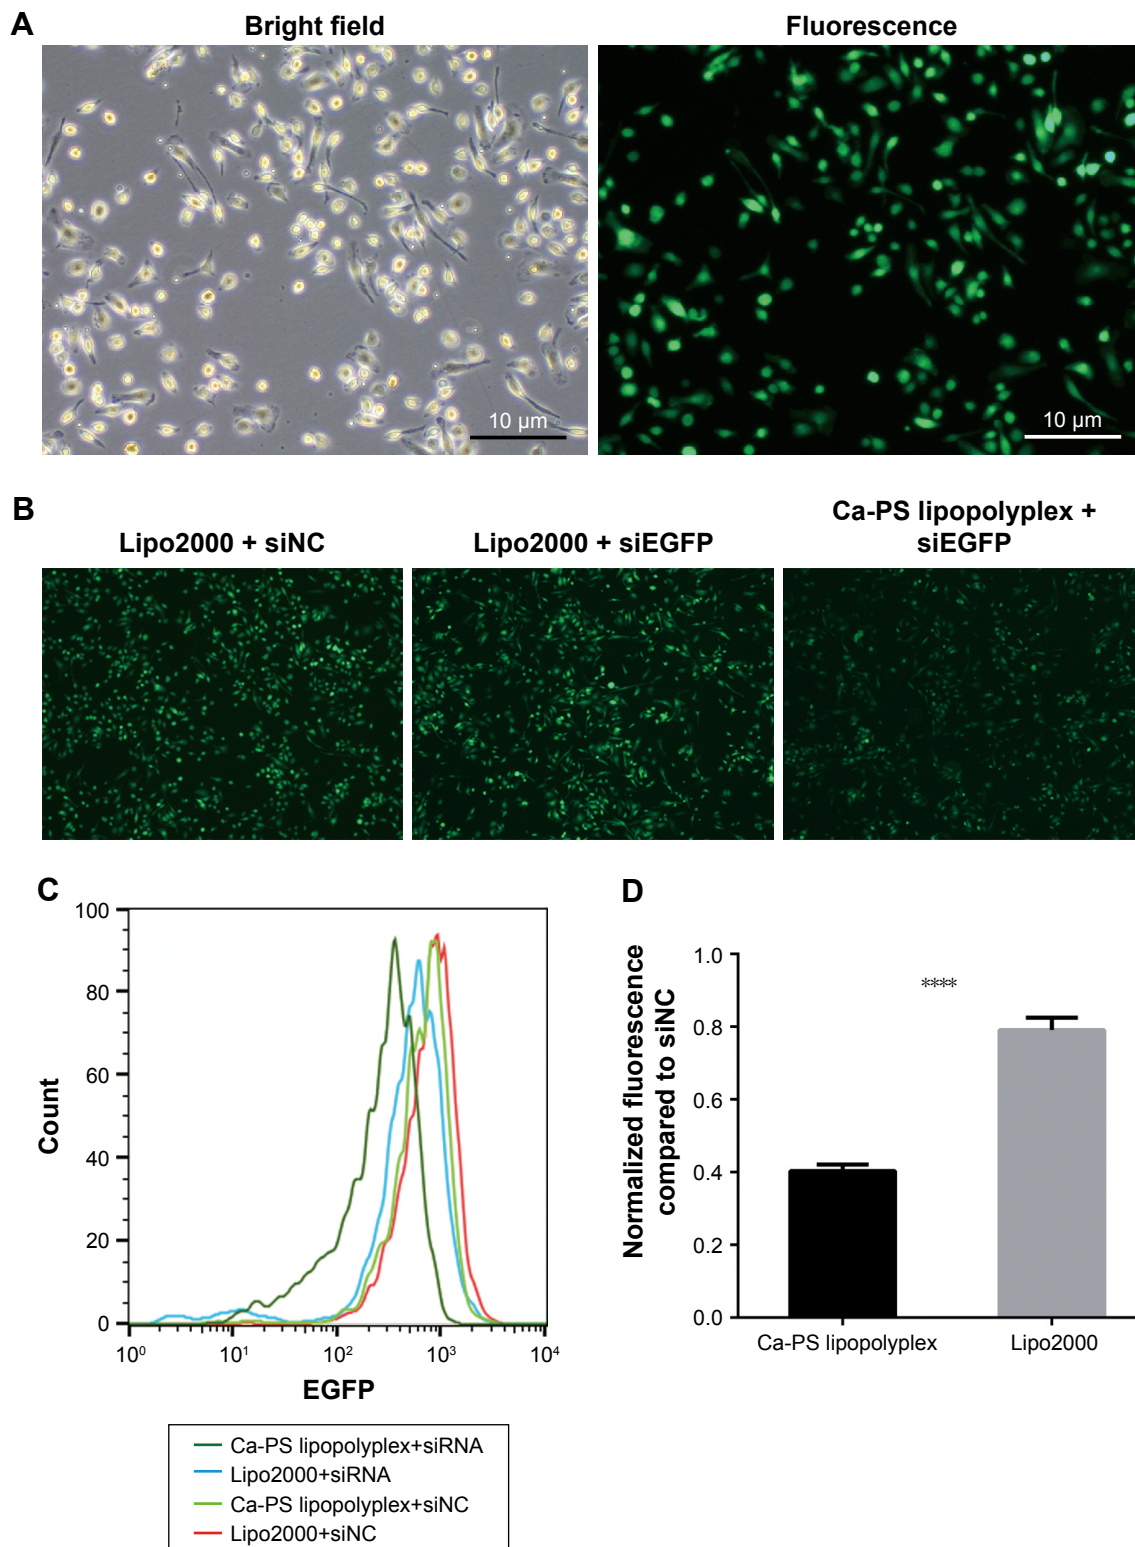 A
Bright field
Fluorescence
10 µm
10 µm
B
Lipo2000 + siNC
Lipo2000 + siEGFP
Ca-PS lipopolyplex +
siEGFP
C
100
80
60
40
20
0
Count
10⁰
10¹
10²
10³
10⁴
EGFP
Ca-PS lipopolyplex+siRNA
Lipo2000+siRNA
Ca-PS lipopolyplex+siNC
Lipo2000+siNC
D
Normalized fluorescence
compared to siNC
1.0
0.8
0.6
0.4
0.2
0.0
****
Ca-PS lipopolyplex
Lipo2000